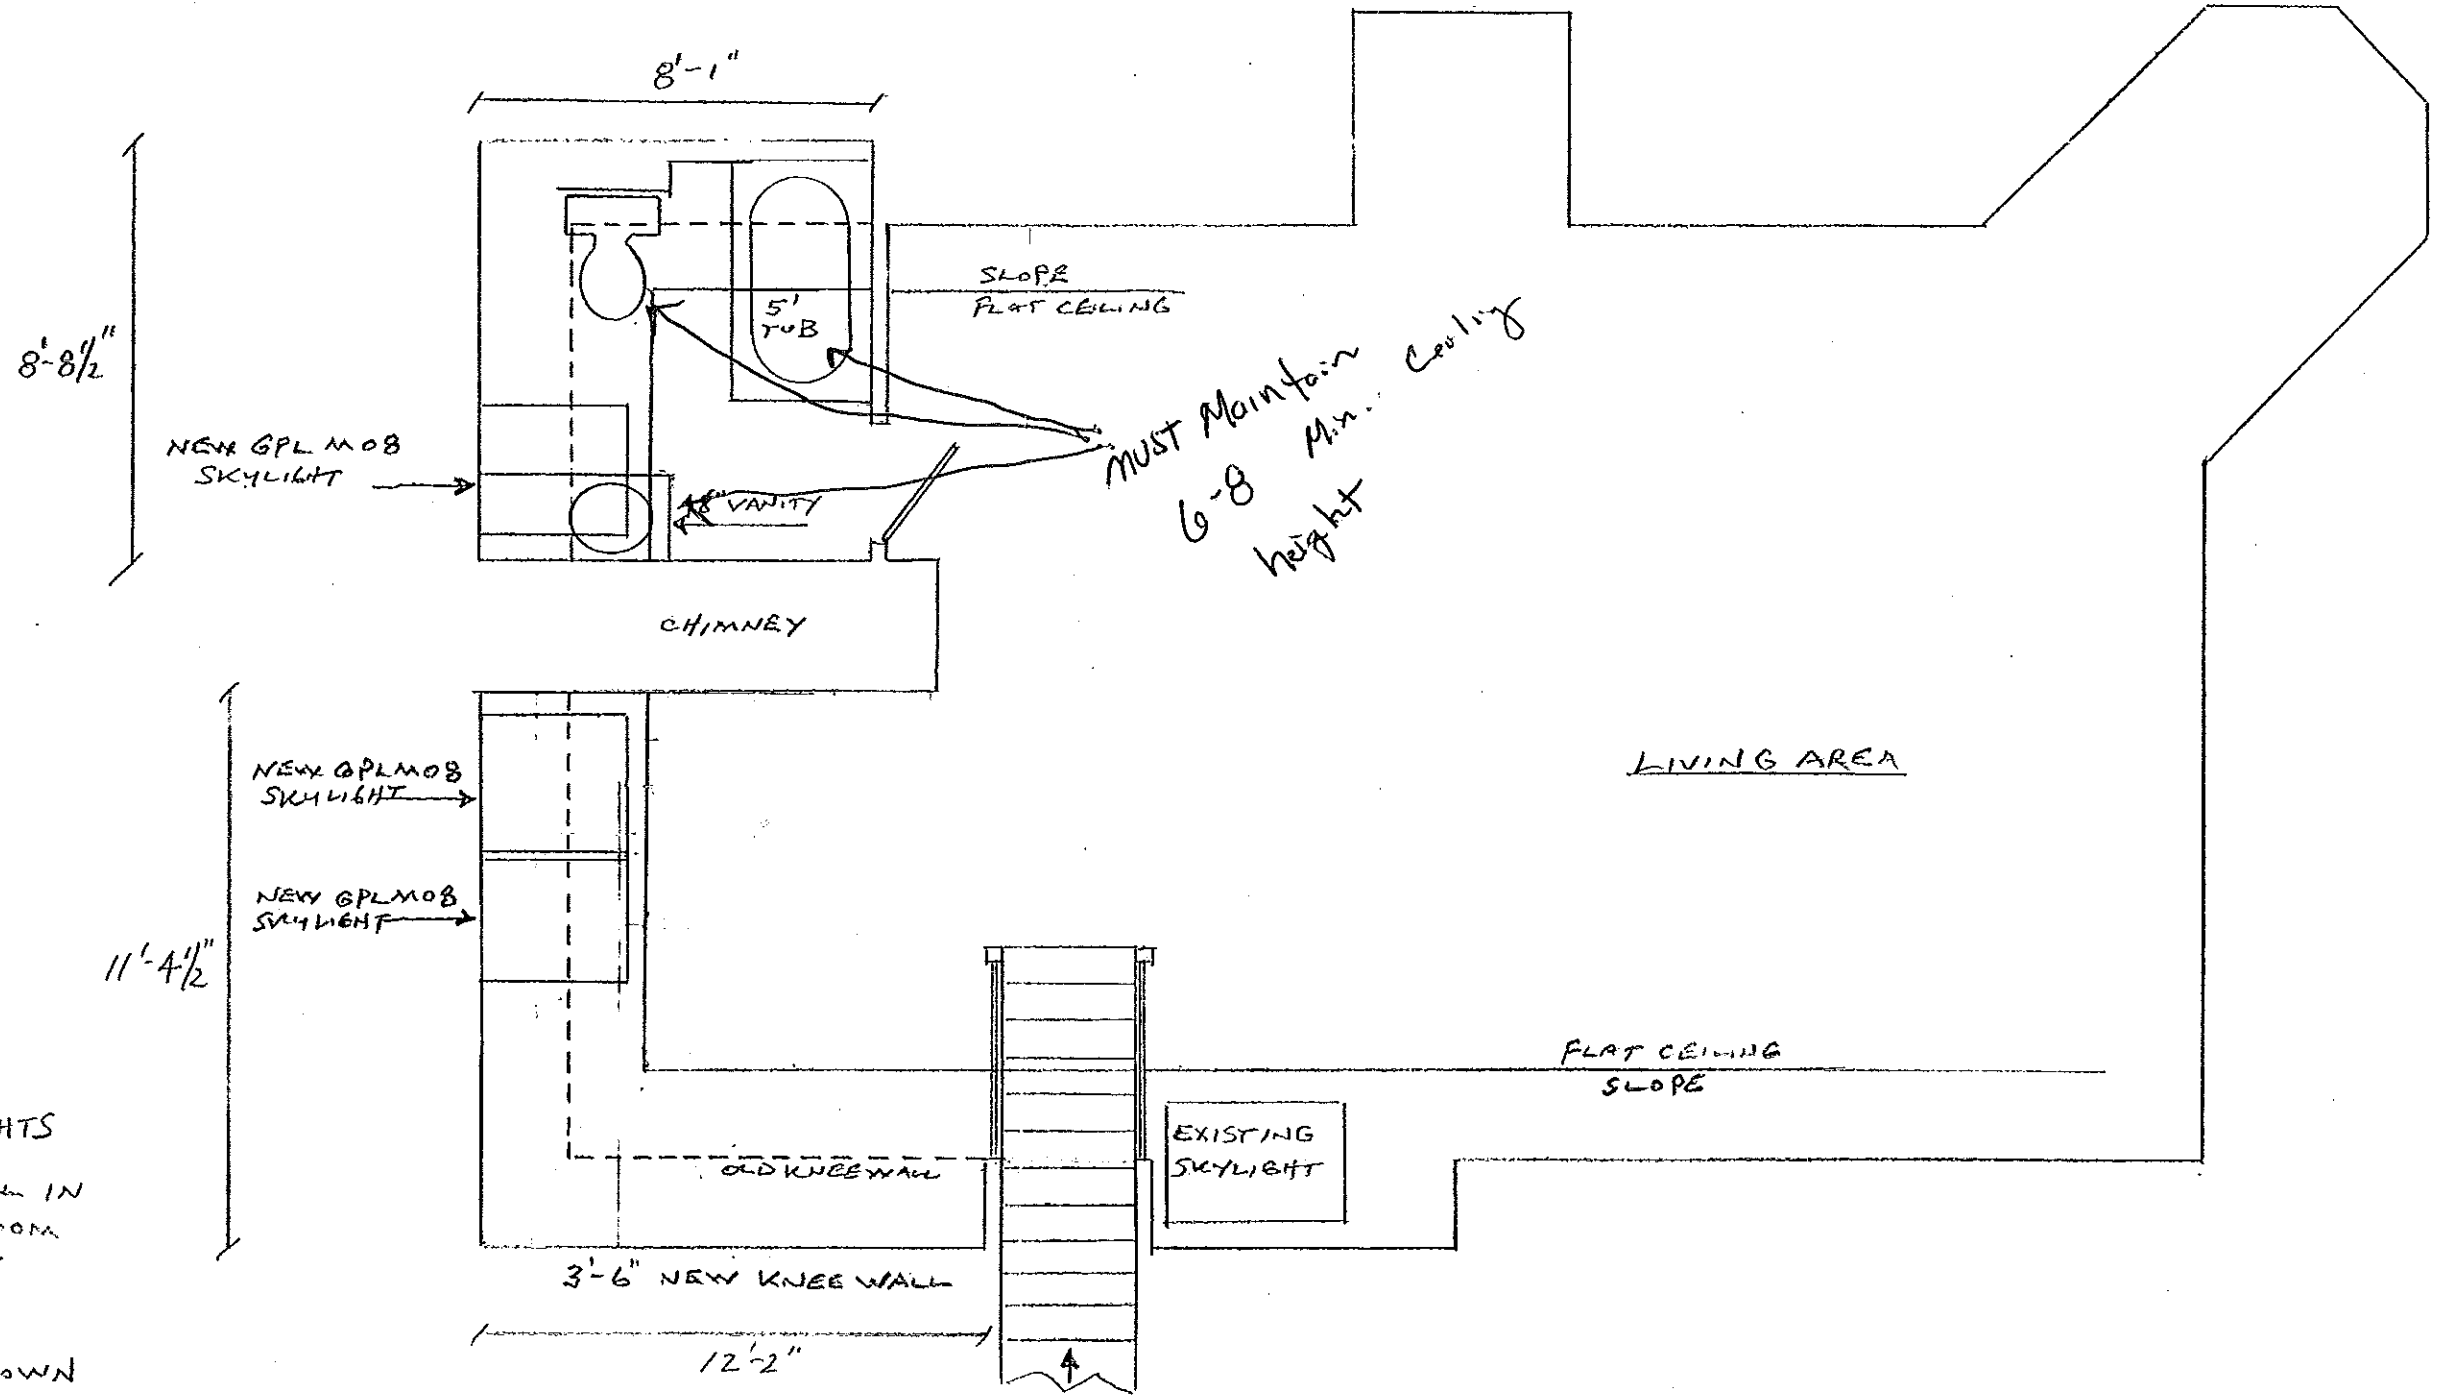 8'-1"
8'-8½"
SLOPE
FLAT CEILING
5'
TUB
MUST Maintain
6-8 Min. Ceiling
height
NEW GPL M08
SKYLIGHT
VANITY
CHIMNEY
NEW GPLM08
SKYLIGHT
LIVING AREA
NEW GPLM08
SKYLIGHT
11'-4½"
FLAT CEILING
SLOPE
HTS
EXISTING
SKYLIGHT
OLD KNEEWALL
IN
OOM
3'-6" NEW KNEE WALL
12'-2"
OWN